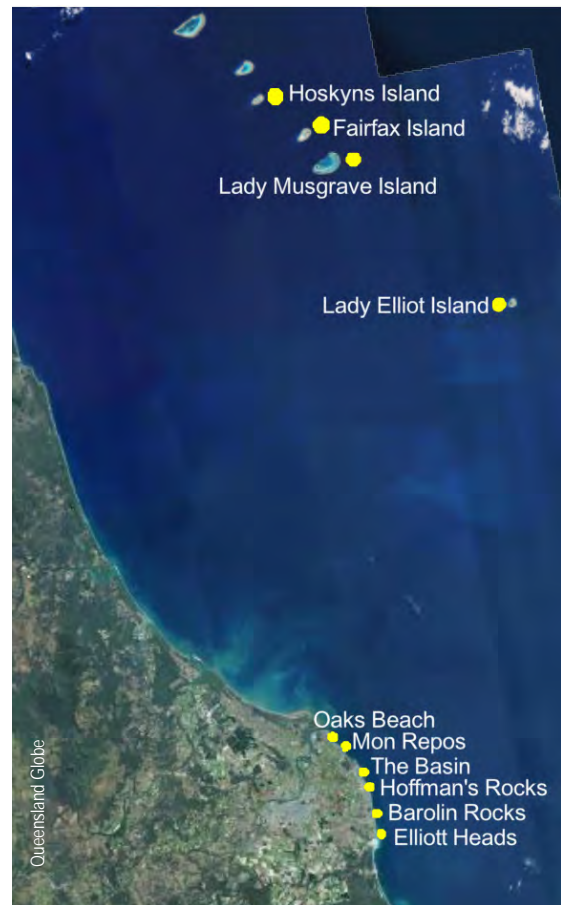 Hoskyns Island
Fairfax Island
Lady Musgrave Island
Lady Elliot Island
Oaks Beach
Mon Repos
The Basin
Hoffman's Rocks
Barolin Rocks
Elliott Heads
Queensland Globe